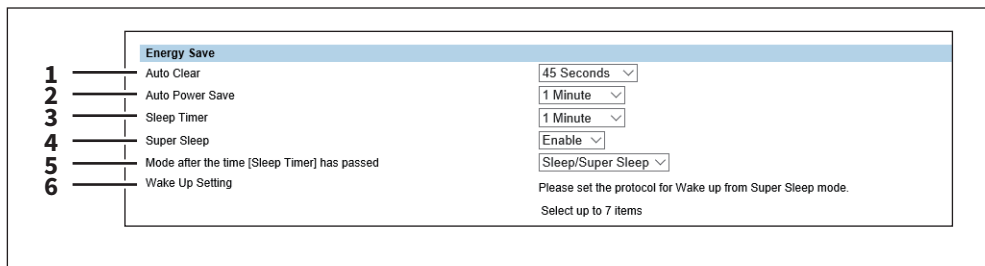 Energy Save
1 Auto Clear 45 Seconds
2 Auto Power Save 1 Minute
3 Sleep Timer 1 Minute
4 Super Sleep Enable
5 Mode after the time [Sleep Timer] has passed Sleep/Super Sleep
6 Wake Up Setting Please set the protocol for Wake up from Super Sleep mode.
Select up to 7 items